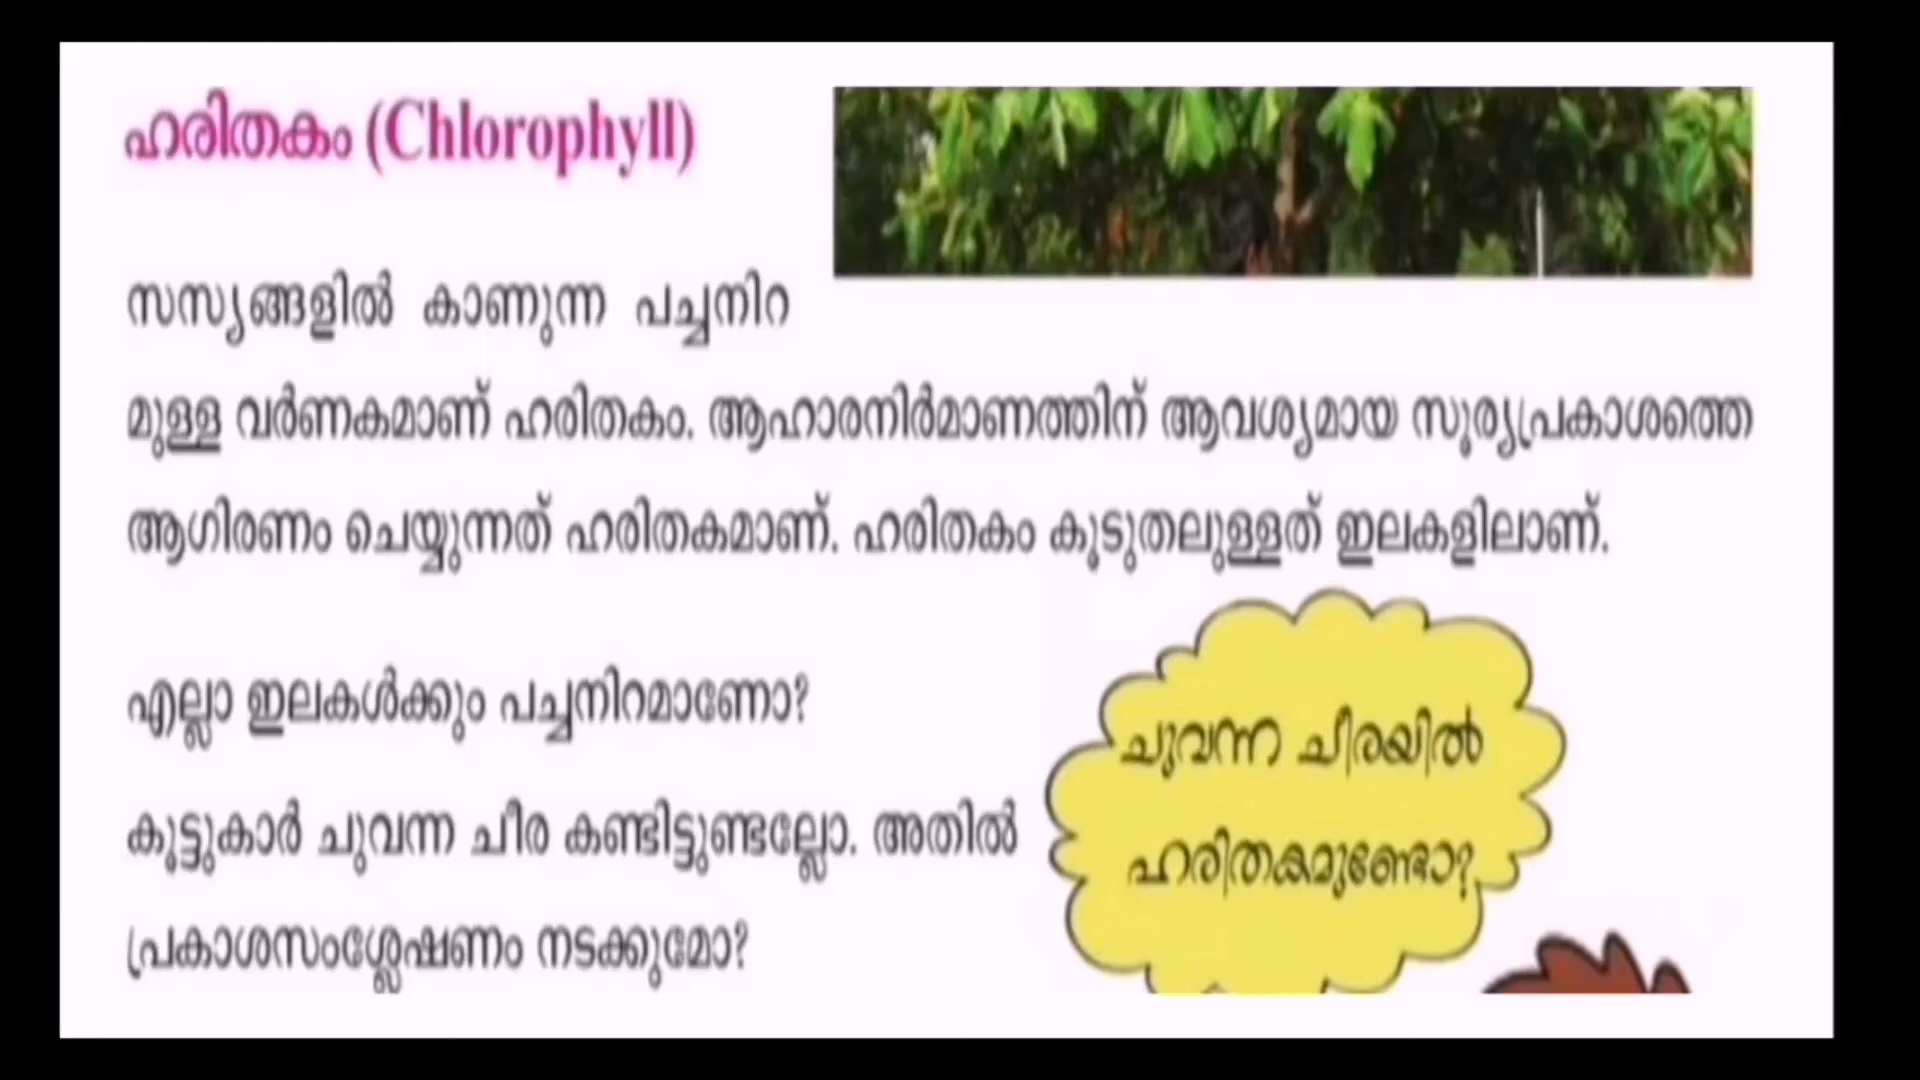 ഹരിതകം (Chlorophyll)
സസ്യങ്ങളിൽ കാണുന്ന പച്ചനിറ
മുള്ള വർണകമാണ് ഹരിതകം. ആഹാരനിർമാണത്തിന് ആവശ്യമായ സൂര്യപ്രകാശത്തെ
ആഗിരണം ചെയ്യുന്നത് ഹരിതകമാണ്. ഹരിതകം കൂടുതലുള്ളത് ഇലകളിലാണ്.
എല്ലാ ഇലകൾക്കും പച്ചനിറമാണോ?
കൂട്ടുകാർ ചുവന്ന ചീര കണ്ടിട്ടുണ്ടല്ലോ. അതിൽ
പ്രകാശസംശ്ലേഷണം നടക്കുമോ?
ചുവന്ന ചീരയിൽ
ഹരിതകമുണ്ടോ?